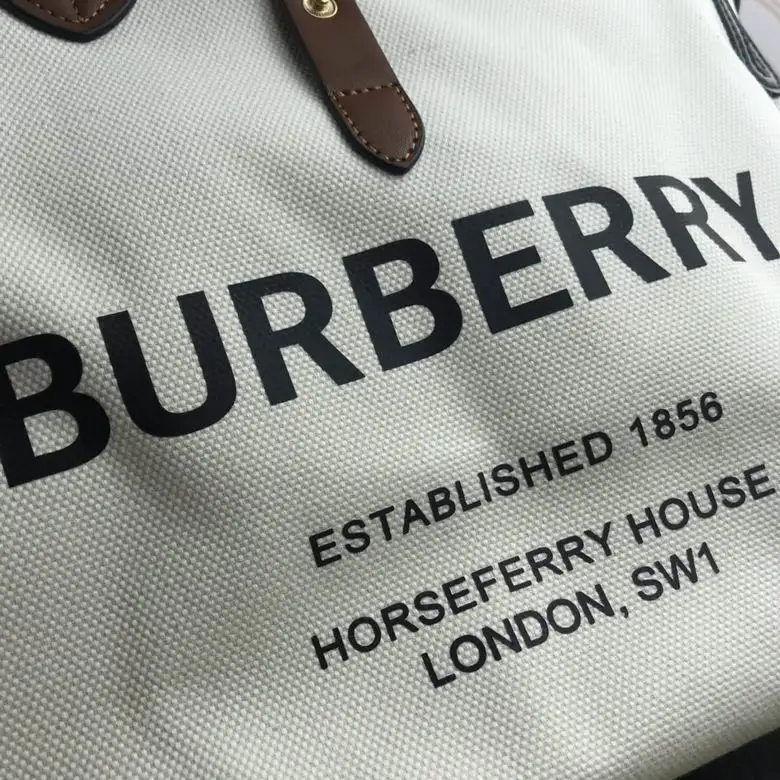 BURBERRY
ESTABLISHED 1856
HORSEFERRY HOUSE
LONDON, SW1